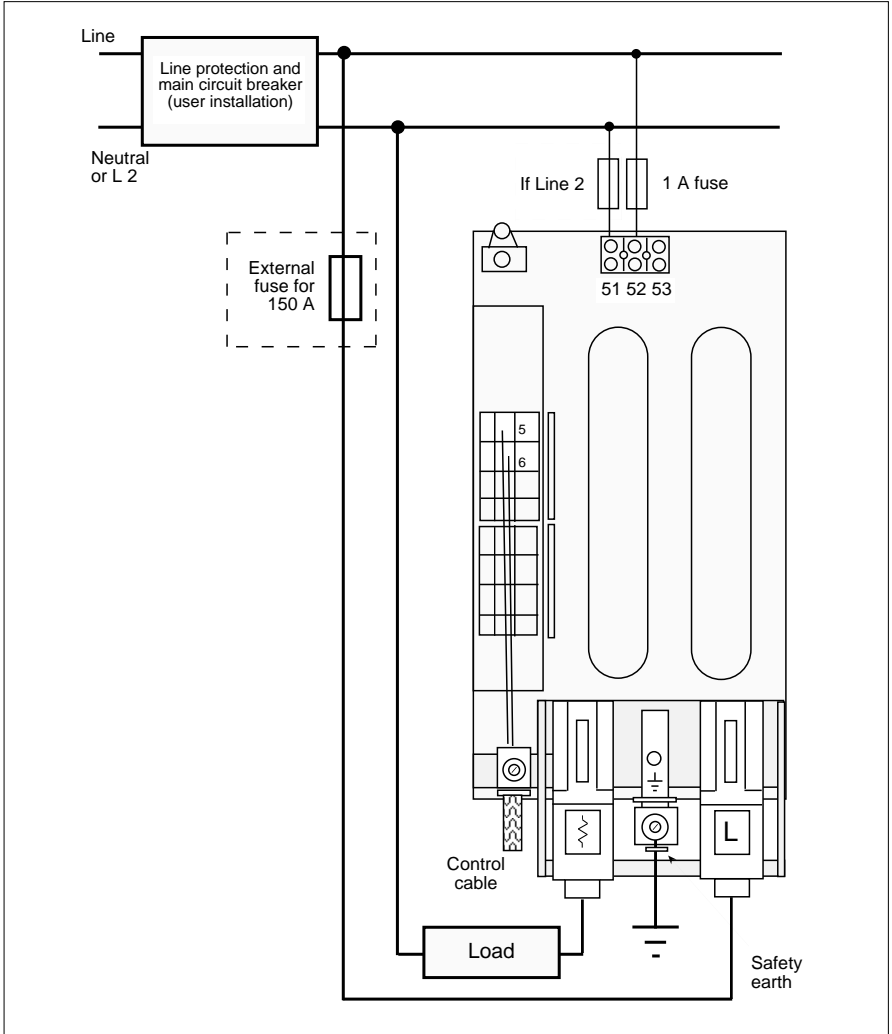 Line
Line protection and
main circuit breaker
(user installation)
Neutral
or L 2
If Line 2
1 A fuse
External
fuse for
150 A
51 52 53
5
6
L
Control
cable
Load
Safety
earth